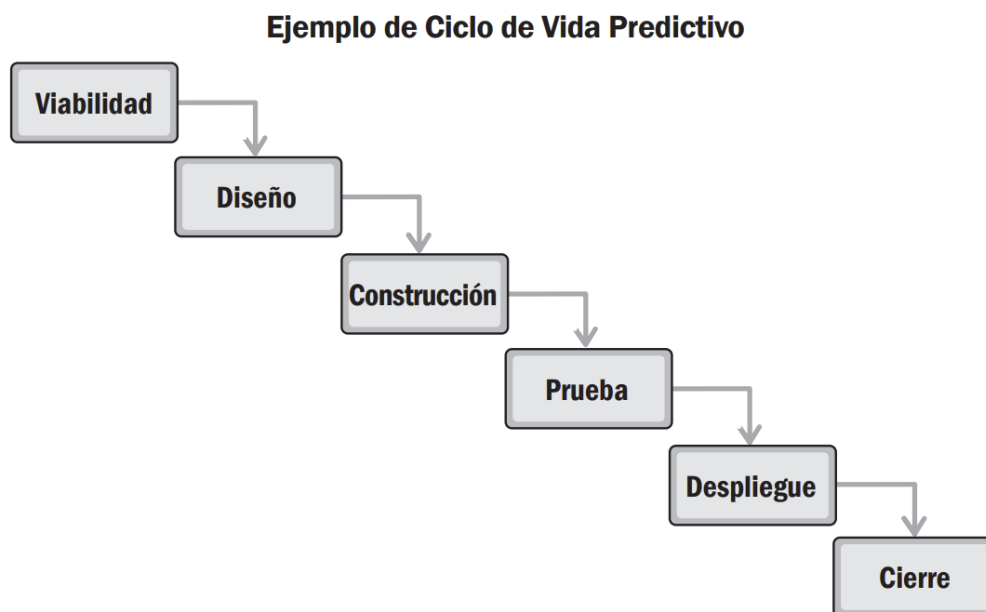 Ejemplo de Ciclo de Vida Predictivo
Viabilidad
Diseño
Construcción
Prueba
Despliegue
Cierre